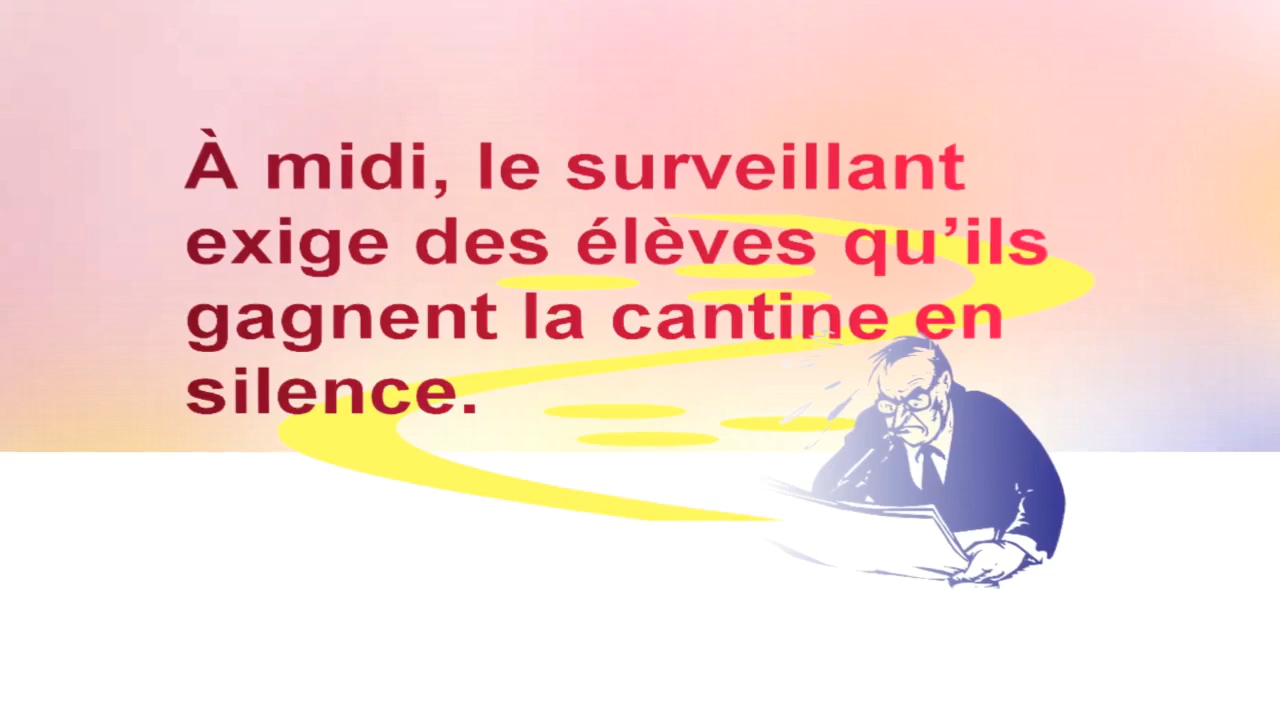 À midi, le surveillant
exige des élèves qu’ils
gagnent la cantine en
silence.